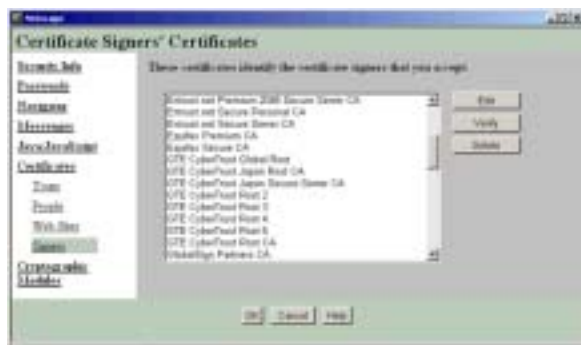 Netscape
Certificate Signers' Certificates
Security Info
Passwords
Navigator
Messenger
Java/JavaScript
Certificates
Yours
People
Web Sites
Signers
Cryptographic
Modules
These certificates identify the certificate signers that you accept
Entrust.net Premium 2048 Secure Server CA
Entrust.net Secure Personal CA
Entrust.net Secure Server CA
Equifax Premium CA
Equifax Secure CA
GTE CyberTrust Global Root
GTE CyberTrust Japan Root CA
GTE CyberTrust Japan Secure Server CA
GTE CyberTrust Root 2
GTE CyberTrust Root 3
GTE CyberTrust Root 4
GTE CyberTrust Root 5
GTE CyberTrust Root CA
GlobalSign Partners CA
Edit
Verify
Delete
OK
Cancel
Help